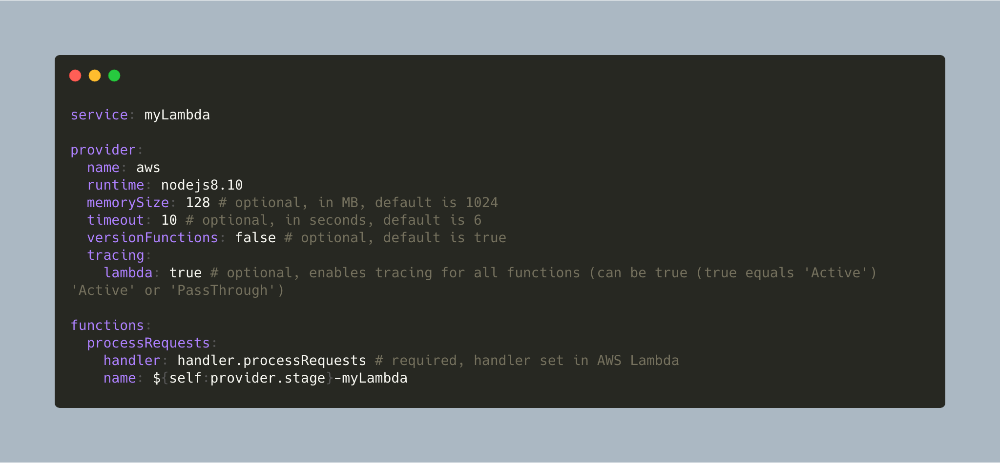 service: myLambda

provider:
  name: aws
  runtime: nodejs8.10
  memorySize: 128 # optional, in MB, default is 1024
  timeout: 10 # optional, in seconds, default is 6
  versionFunctions: false # optional, default is true
  tracing:
    lambda: true # optional, enables tracing for all functions (can be true (true equals 'Active')
'Active' or 'PassThrough')

functions:
  processRequests:
    handler: handler.processRequests # required, handler set in AWS Lambda
    name: ${self:provider.stage}-myLambda